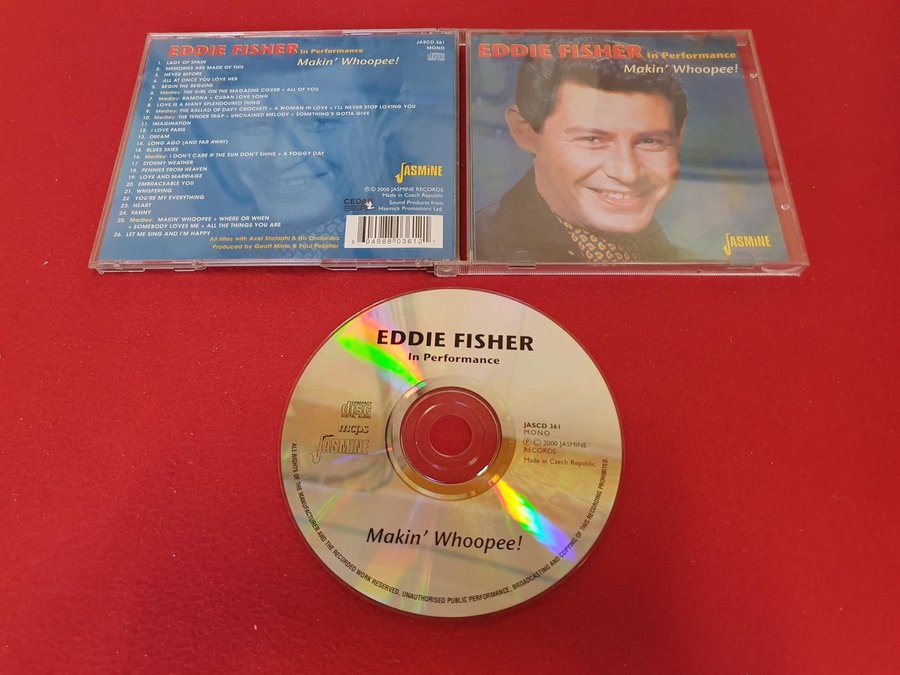 EDDIE FISHER In Performance
Makin' Whoopee!
JASCD 361
MONO
1. LADY OF SPAIN
2. MEMORIES ARE MADE OF THIS
3. NEVER BEFORE
4. ALL AT ONCE YOU LOVE HER
5. BEGIN THE BEGUINE
6. Medley: THE GIRL ON THE MAGAZINE COVER + ALL OF YOU
7. Medley: RAMONA + CUBAN LOVE SONG
8. LOVE IS A MANY SPLENDOURED THING
9. Medley: THE BALLAD OF DAVY CROCKETT + A WOMAN IN LOVE + I'LL NEVER STOP LOVING YOU
10. Medley: THE TENDER TRAP + UNCHAINED MELODY + SOMETHING'S GOTTA GIVE
11. IMAGINATION
12. I LOVE PARIS
13. DREAM
14. LONG AGO (AND FAR AWAY)
15. BLUES SKIES
16. Medley: I DON'T CARE IF THE SUN DON'T SHINE + A FOGGY DAY
17. STORMY WEATHER
18. PENNIES FROM HEAVEN
19. LOVE AND MARRIAGE
20. EMBRACEABLE YOU
21. WHISPERING
22. YOU'RE MY EVERYTHING
23. HEART
24. FANNY
25. Medley: MAKIN' WHOOPEE + WHERE OR WHEN
+ SOMEBODY LOVES ME + ALL THE THINGS YOU ARE
26. LET ME SING AND I'M HAPPY
All titles with Axel Stordahl & His Orchestra
Produced by Geoff Milne & Paul Pelletier
JASMINE
℗ © 2000 JASMINE RECORDS
Made in Czech Republic
Sound Products from
Hasmick Promotions Ltd.
CEDAR 2
6 04988 03612 1
EDDIE FISHER In Performance
Makin' Whoopee!
JASMINE
EDDIE FISHER
In Performance
COMPACT
disc
DIGITAL AUDIO
mcps
JASMINE
JASCD 361
MONO
℗ © 2000 JASMINE
RECORDS
Made in Czech Republic
Makin' Whoopee!
ALL RIGHTS OF THE MANUFACTURER AND THE RECORDED WORK RESERVED. UNAUTHORISED PUBLIC PERFORMANCE, BROADCASTING AND COPYING OF THIS RECORDING PROHIBITED.